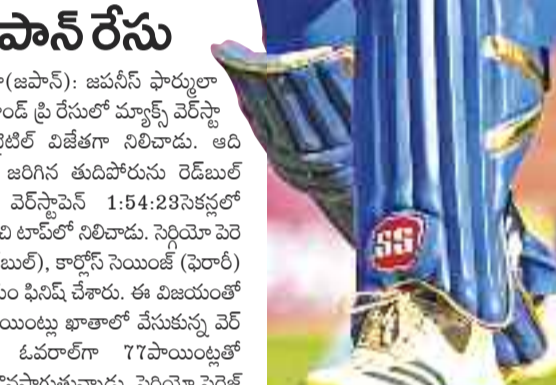 రేసు
(జపాన్): జపనీస్ ఫార్ములా
ప్రి రేసులో మ్యాక్స్ వెర్‌స్టా
విజేతగా నిలిచాడు. ఆది
జరిగిన తుదిపోరును రెడ్‌బుల్
వెర్‌స్టాపెన్ 1:54:23సెకన్లలో
టాప్‌లో నిలిచాడు. సెర్గియో పెరె
కార్లోస్ సెయింజ్ (ఫెరారీ)
ఫినిష్ చేశారు. ఈ విజయంతో
ఖాతాలో వేసుకున్న వెర్
ఓవరాల్‌గా 77పాయింట్లతో
SS